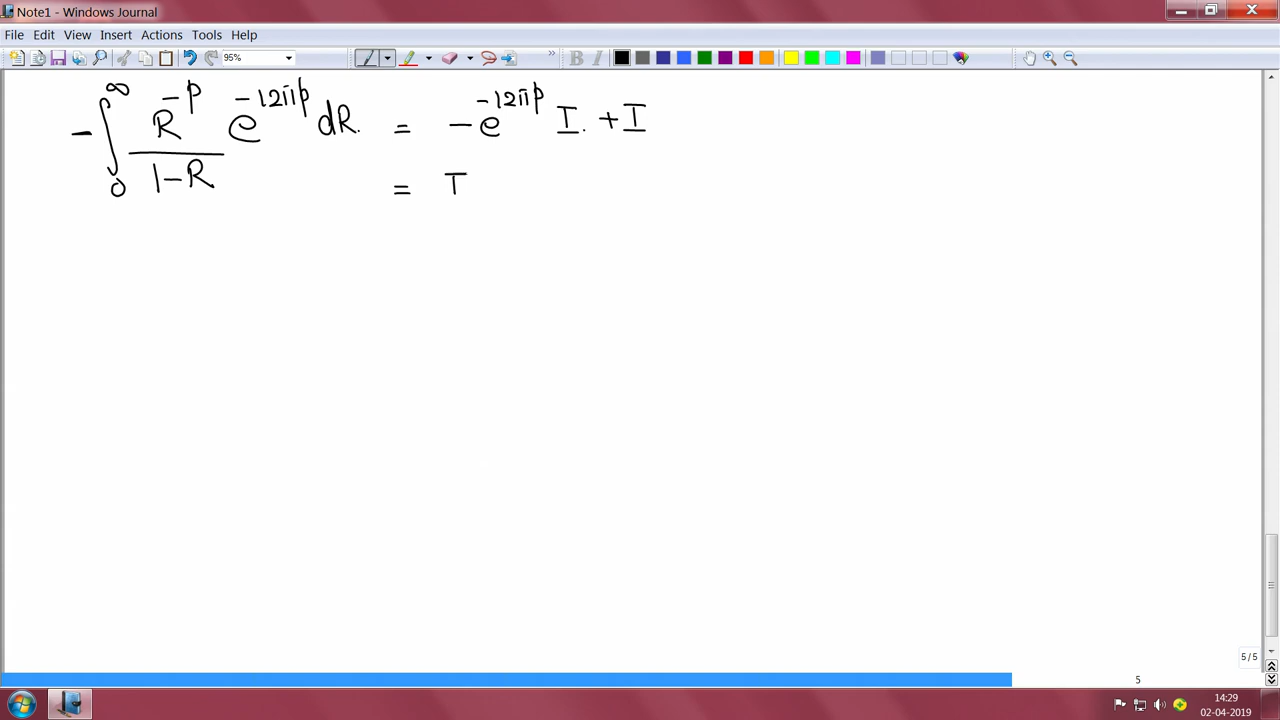 Note1 - Windows Journal
File Edit View Insert Actions Tools Help
95%
- ∫₀^∞ R^{-p}/(1-R) e^{-i2πp} dR. = - e^{-i2πp} I. + I
= I
5/5
5
14:29
02-04-2019